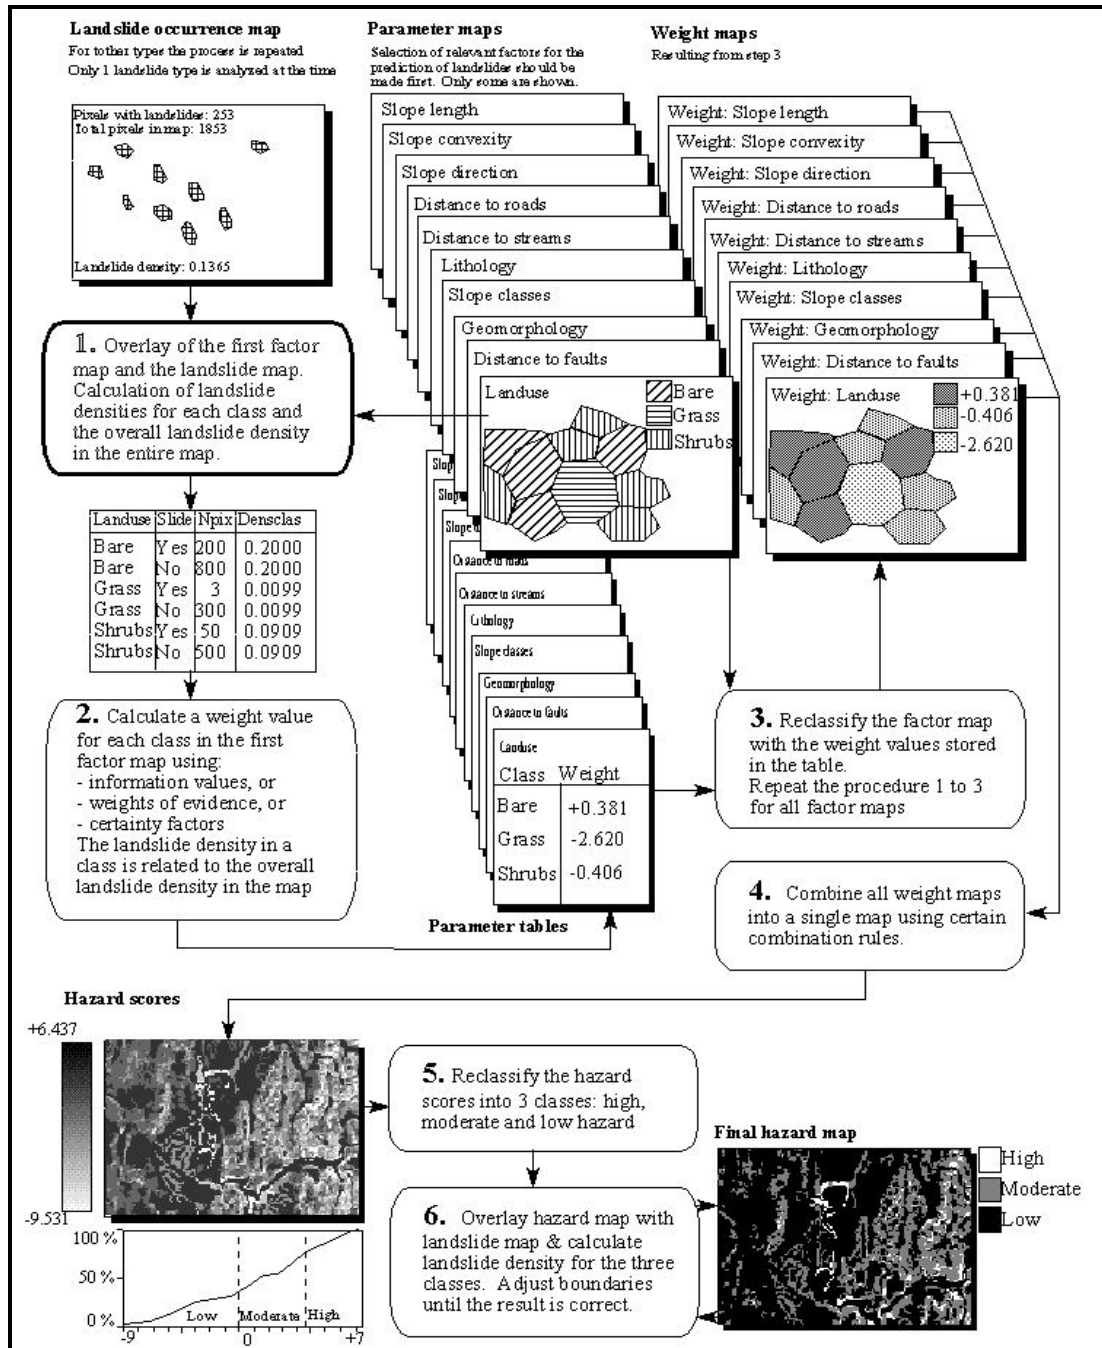 Landslide occurrence map
For tother types the process is repeated
Only 1 landslide type is analyzed at the time
Pixels with landslides: 253
Total pixels in map: 1853
Landslide density: 0.1365
Parameter maps
Selection of relevant factors for the
prediction of landslides should be
made first. Only some are shown.
Slope length
Slope convexity
Slope direction
Distance to roads
Distance to streams
Lithology
Slope classes
Geomorphology
Distance to faults
Landuse
Bare
Grass
Shrubs
Weight maps
Resulting from step 3
Weight: Slope length
Weight: Slope convexity
Weight: Slope direction
Weight: Distance to roads
Weight: Distance to streams
Weight: Lithology
Weight: Slope classes
Weight: Geomorphology
Weight: Distance to faults
Weight: Landuse
+0.381
-0.406
-2.620
1. Overlay of the first factor
map and the landslide map.
Calculation of landslide
densities for each class and
the overall landslide density
in the entire map.
Landuse Slide Npix Densclas
Bare Yes 200 0.2000
Bare No 800 0.2000
Grass Yes 3 0.0099
Grass No 300 0.0099
Shrubs Yes 50 0.0909
Shrubs No 500 0.0909
2. Calculate a weight value
for each class in the first
factor map using:
- information values, or
- weights of evidence, or
- certainty factors
The landslide density in a
class is related to the overall
landslide density in the map
Slop
Slo
Distance to roads
Distance to streams
Lithology
Slope classes
Geomorphology
Distance to faults
Landuse
Class Weight
Bare +0.381
Grass -2.620
Shrubs -0.406
Parameter tables
3. Reclassify the factor map
with the weight values stored
in the table.
Repeat the procedure 1 to 3
for all factor maps
4. Combine all weight maps
into a single map using certain
combination rules.
Hazard scores
+6.437
-9.531
100 %
50 %
0 %
Low Moderate High
-9 0 +7
5. Reclassify the hazard
scores into 3 classes: high,
moderate and low hazard
6. Overlay hazard map with
landslide map & calculate
landslide density for the three
classes. Adjust boundaries
until the result is correct.
Final hazard map
High
Moderate
Low